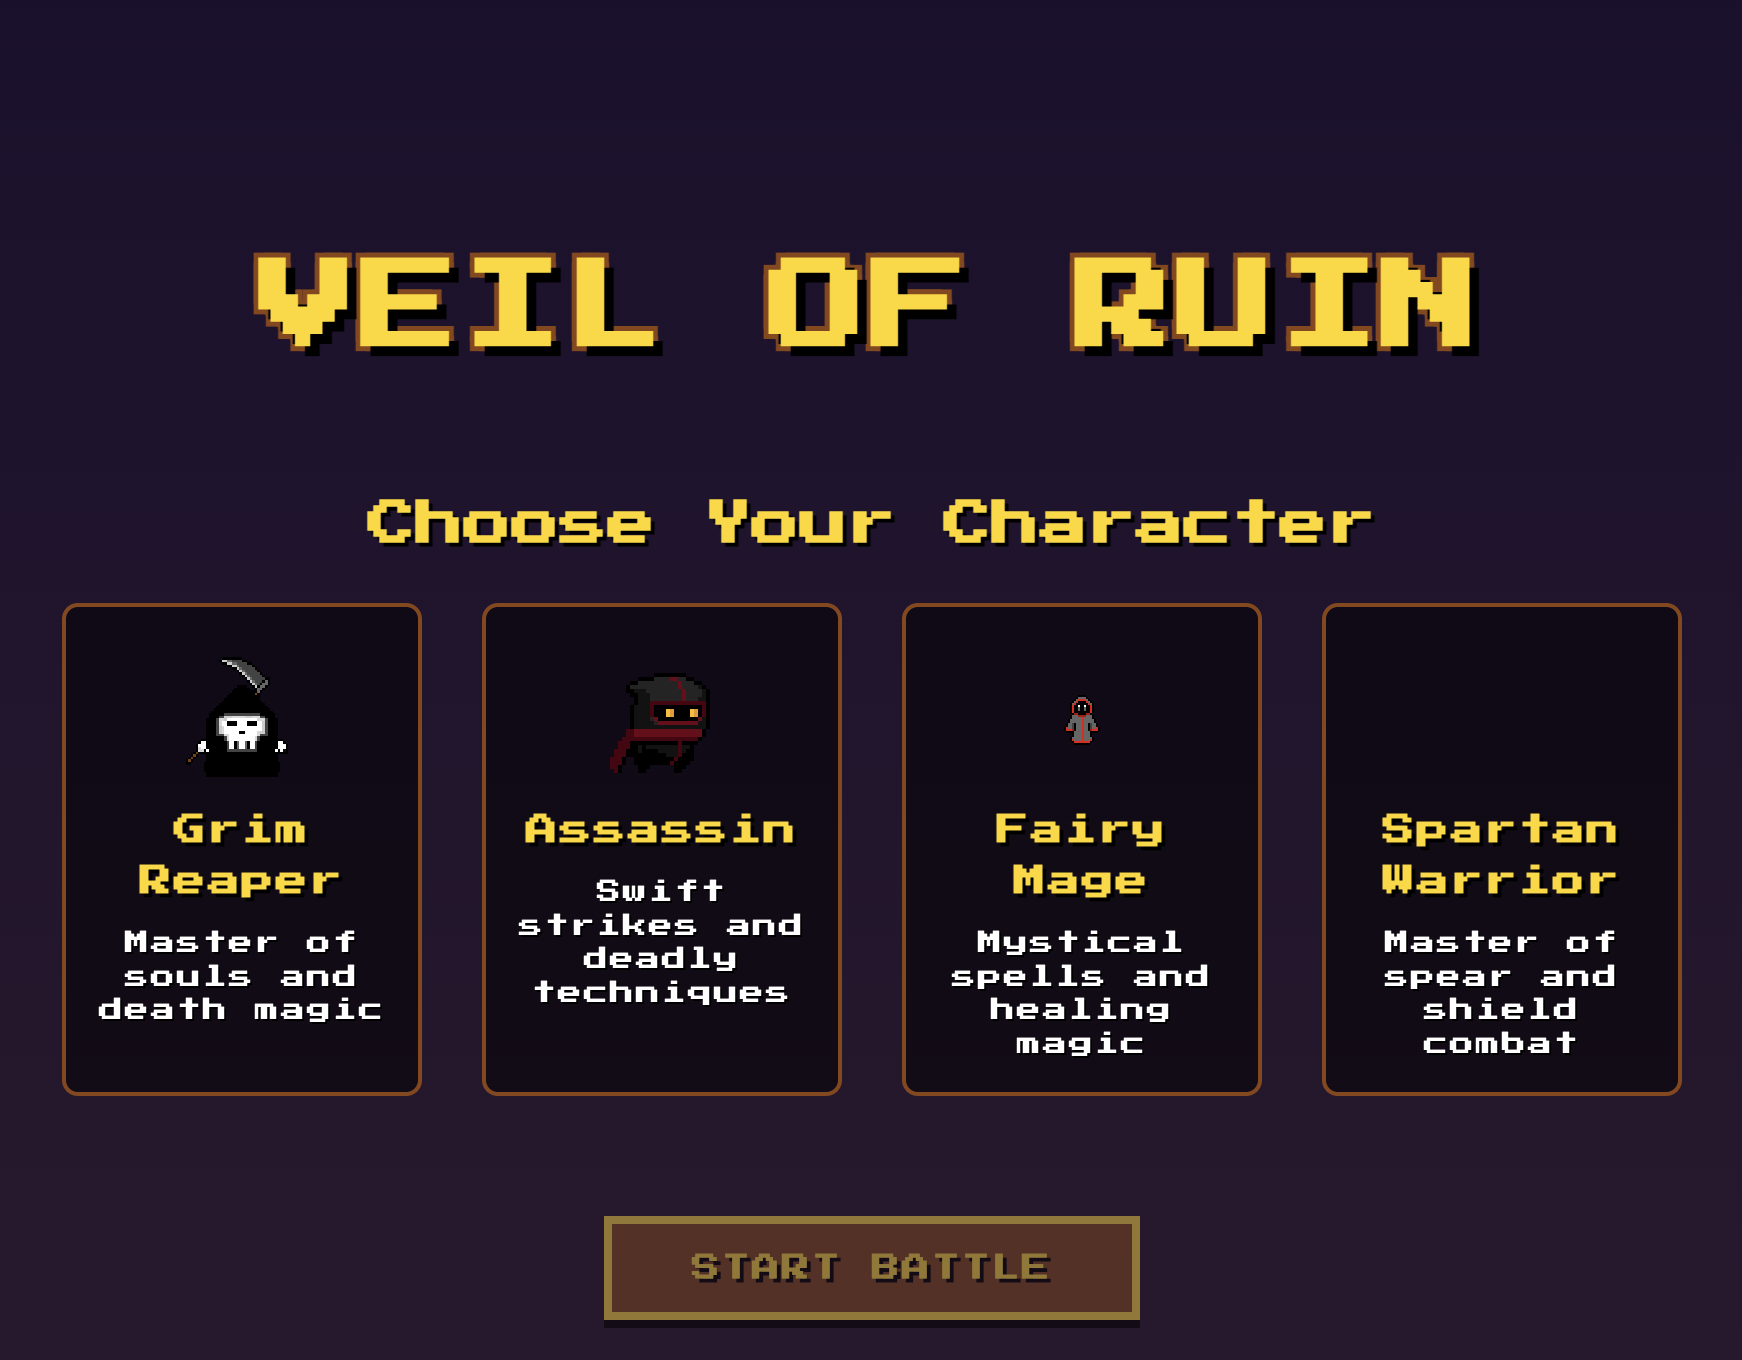 VEIL OF RUIN
Choose Your Character
Grim
Reaper
Master of
souls and
death magic
Assassin
Swift
strikes and
deadly
techniques
Fairy
Mage
Mystical
spells and
healing
magic
Spartan
Warrior
Master of
spear and
shield
combat
START BATTLE